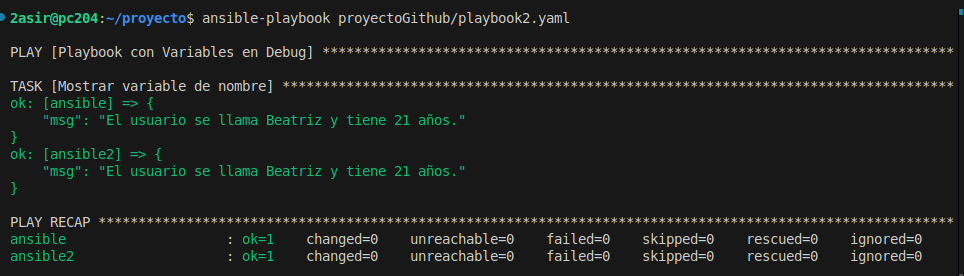 2asir@pc204:~/proyecto$ ansible-playbook proyectoGithub/playbook2.yaml
PLAY [Playbook con Variables en Debug] *******************************************************************************
TASK [Mostrar variable de nombre] ************************************************************************************
ok: [ansible] => {
    "msg": "El usuario se llama Beatriz y tiene 21 años."
}
ok: [ansible2] => {
    "msg": "El usuario se llama Beatriz y tiene 21 años."
}
PLAY RECAP ***********************************************************************************************************
ansible                    : ok=1    changed=0    unreachable=0    failed=0    skipped=0    rescued=0    ignored=0
ansible2                   : ok=1    changed=0    unreachable=0    failed=0    skipped=0    rescued=0    ignored=0